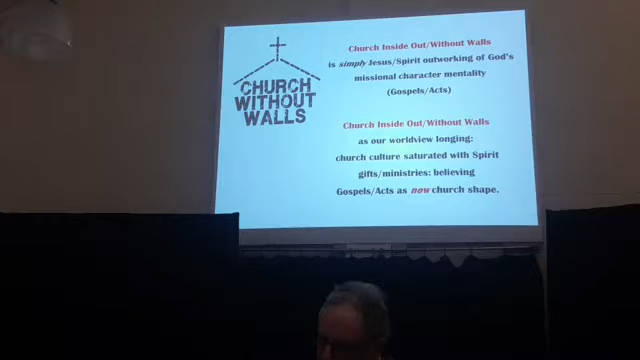 CHURCH
WITHOUT
WALLS
Church Inside Out/Without Walls
is simply Jesus/Spirit outworking of God's
missional character mentality
(Gospels/Acts)
Church Inside Out/Without Walls
as our worldview longing:
church culture saturated with Spirit
gifts/ministries: believing
Gospels/Acts as now church shape.